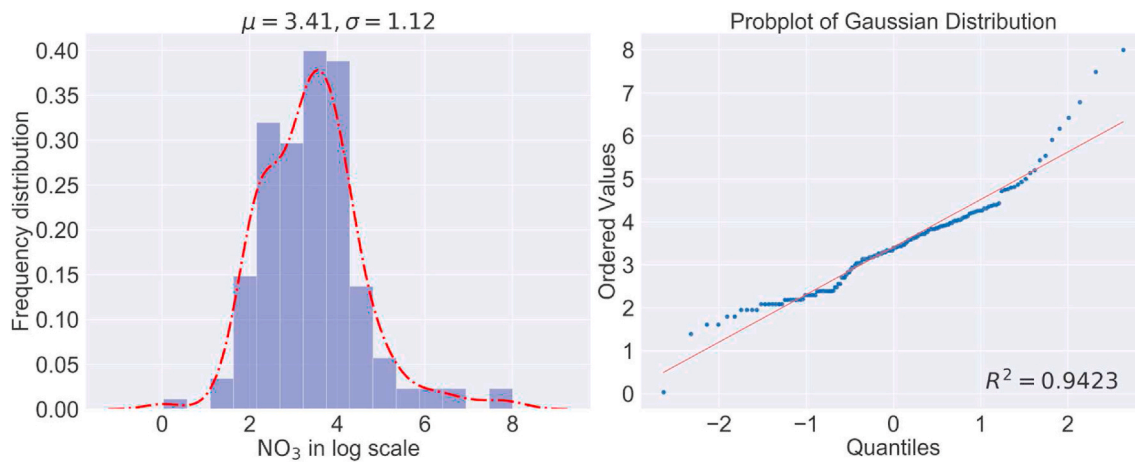 μ = 3.41, σ = 1.12
Frequency distribution
0.40
0.35
0.30
0.25
0.20
0.15
0.10
0.05
0.00
0 2 4 6 8
NO₃ in log scale
Probplot of Gaussian Distribution
Ordered Values
8
7
6
5
4
3
2
1
0
R² = 0.9423
−2 −1 0 1 2
Quantiles